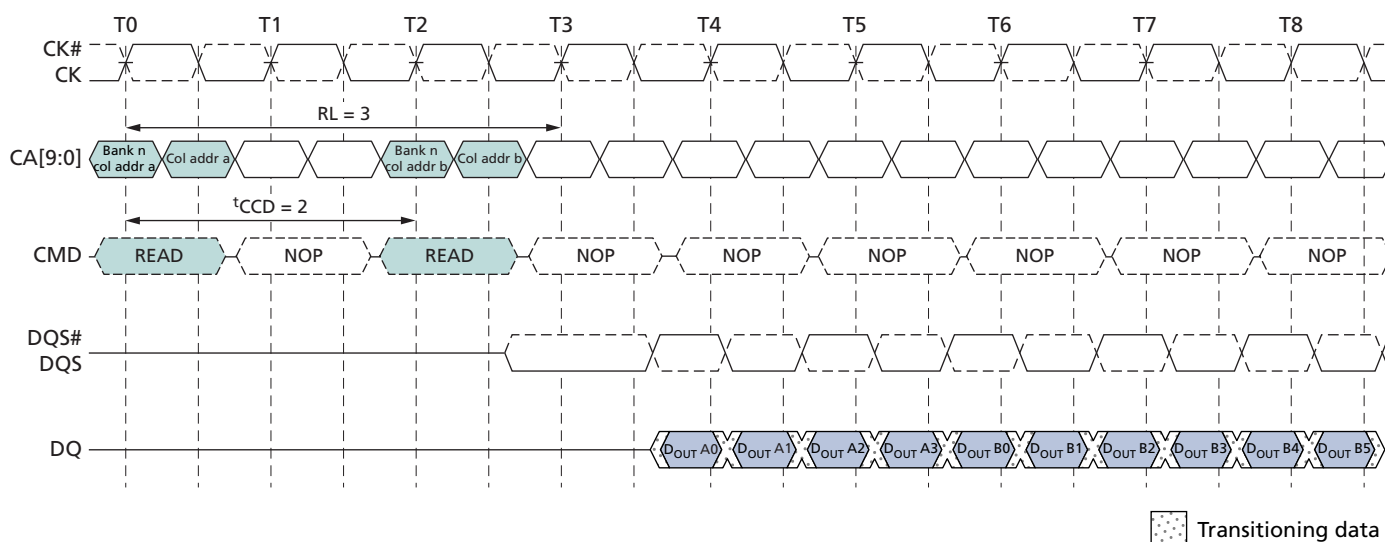 T0 T1 T2 T3 T4 T5 T6 T7 T8
CK#
CK
RL = 3
CA[9:0]
Bank n
col addr a
Col addr a
Bank n
col addr b
Col addr b
tCCD = 2
CMD
READ NOP READ NOP NOP NOP NOP NOP NOP
DQS#
DQS
DQ
DOUT A0 DOUT A1 DOUT A2 DOUT A3 DOUT B0 DOUT B1 DOUT B2 DOUT B3 DOUT B4 DOUT B5
Transitioning data